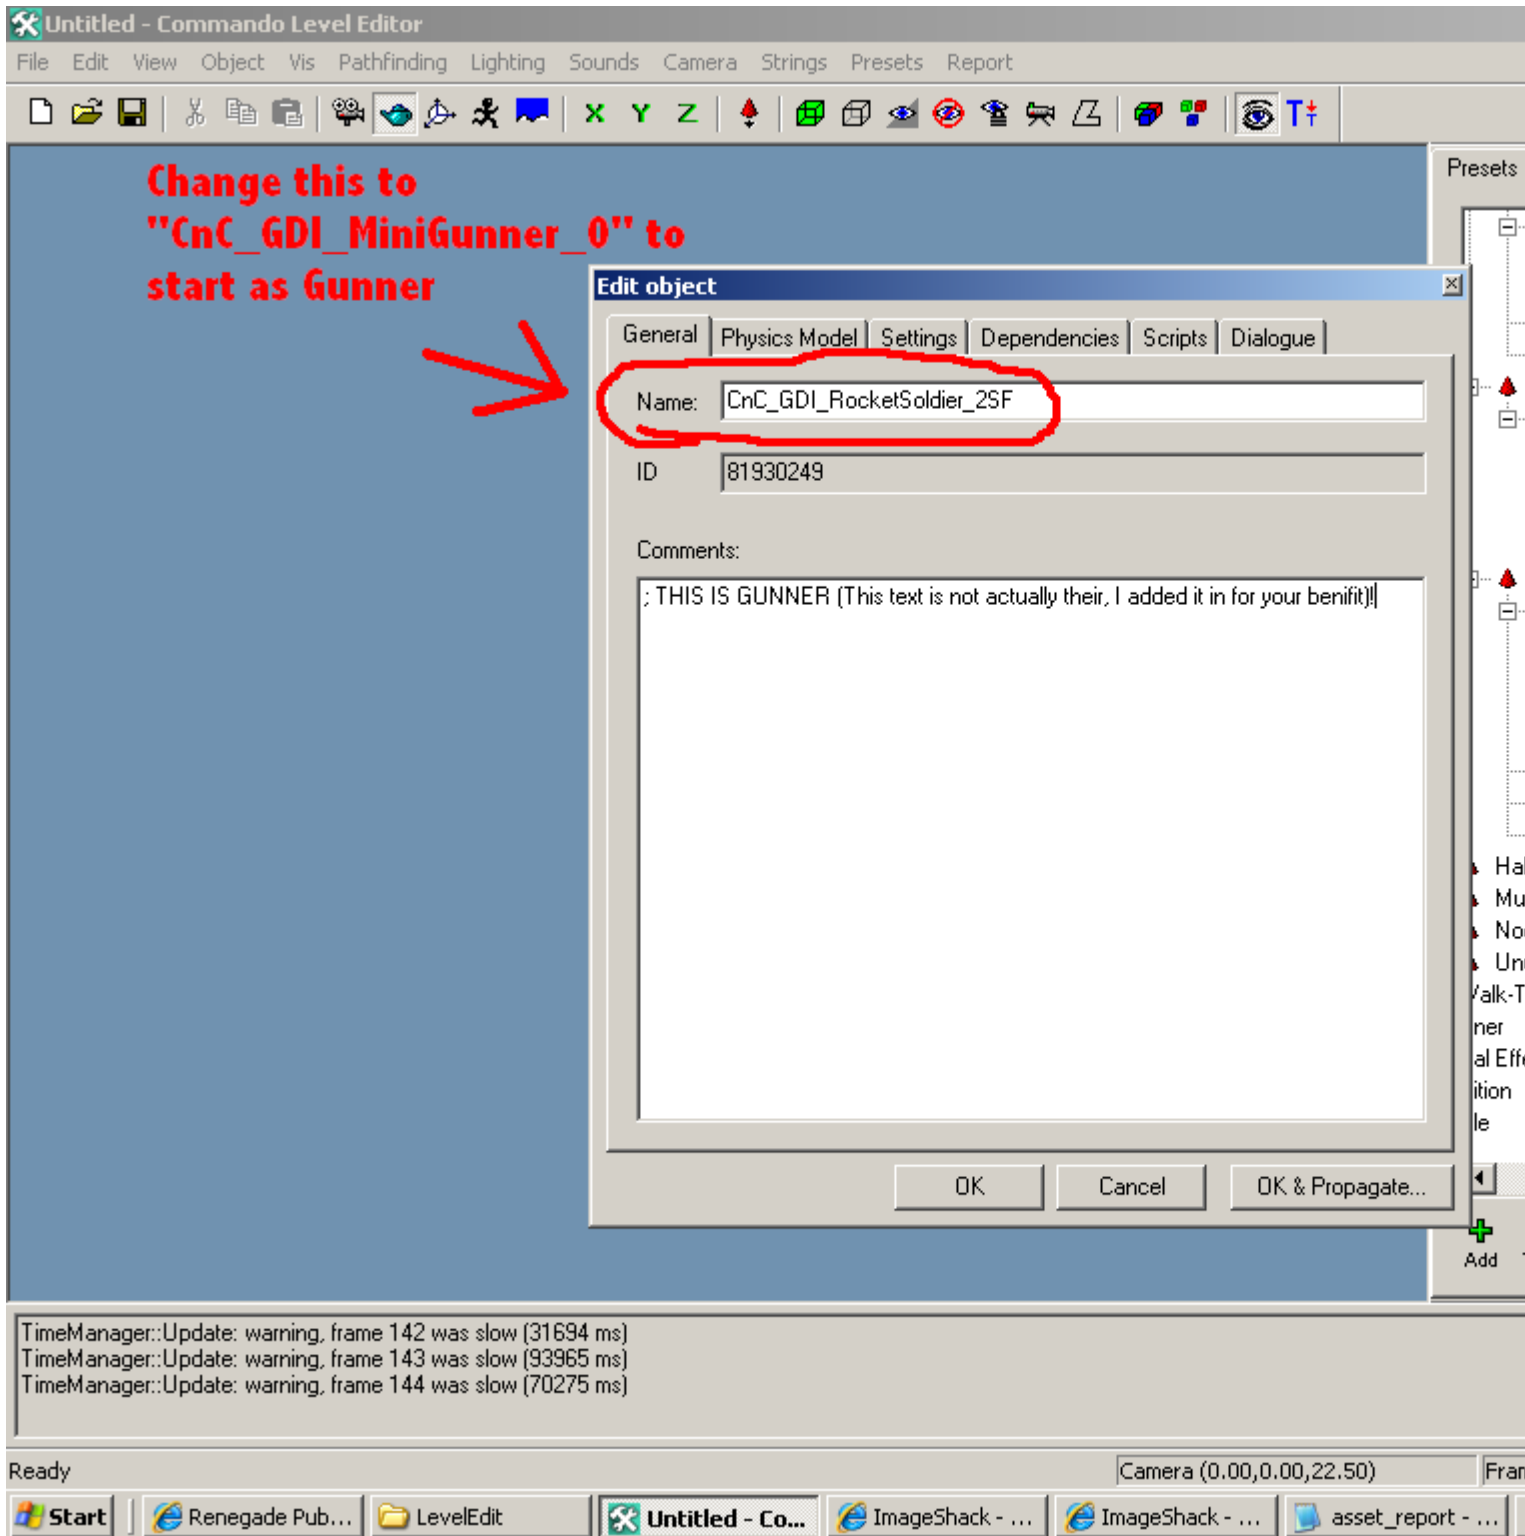 Untitled - Commando Level Editor
File Edit View Object Vis Pathfinding Lighting Sounds Camera Strings Presets Report
X Y Z T
Change this to
"CnC_GDI_MiniGunner_0" to
start as Gunner
Presets
Edit object
General Physics Model Settings Dependencies Scripts Dialogue
Name: CnC_GDI_RocketSoldier_2SF
ID 81930249
Comments:
; THIS IS GUNNER (This text is not actually their, I added it in for your benifit)!
OK Cancel OK & Propagate...
Add
TimeManager::Update: warning, frame 142 was slow (31694 ms)
TimeManager::Update: warning, frame 143 was slow (93965 ms)
TimeManager::Update: warning, frame 144 was slow (70275 ms)
Ready Camera (0.00,0.00,22.50) Fran
Start Renegade Pub... LevelEdit Untitled - Co... ImageShack - ... ImageShack - ... asset_report - ...